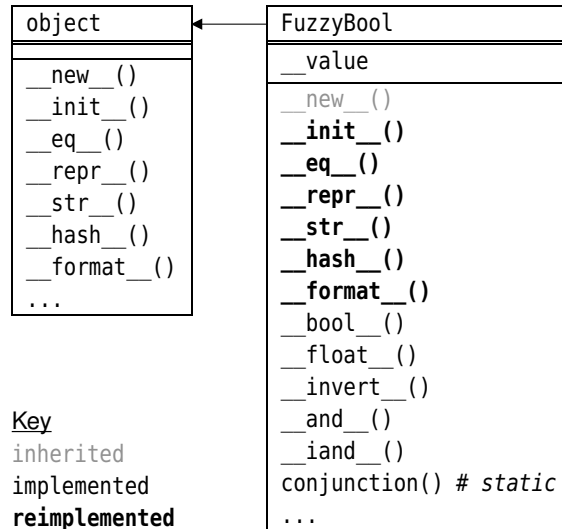 object
__new__()
__init__()
__eq__()
__repr__()
__str__()
__hash__()
__format__()
...
FuzzyBool
__value
__new__()
__init__()
__eq__()
__repr__()
__str__()
__hash__()
__format__()
__bool__()
__float__()
__invert__()
__and__()
__iand__()
conjunction() # static
...
Key
inherited
implemented
reimplemented